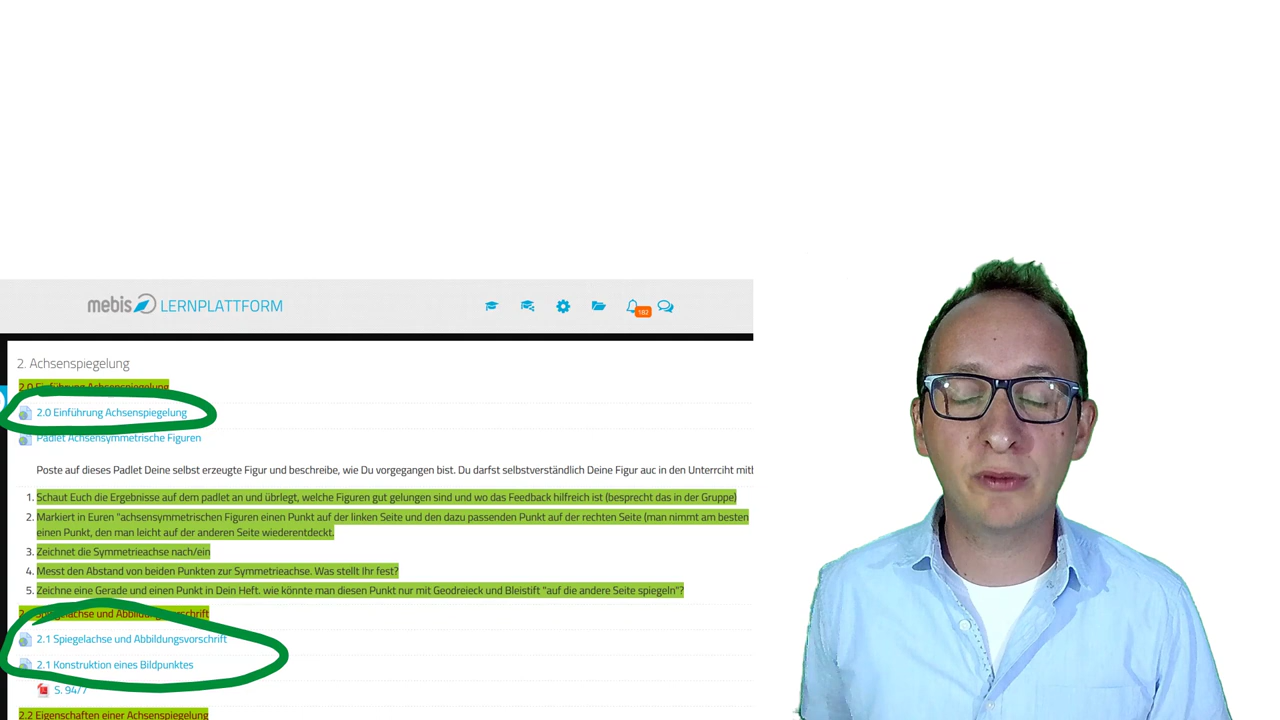 mebis LERNPLATTFORM
182
2. Achsenspiegelung
2.0 Einführung Achsenspiegelung
2.0 Einführung Achsenspiegelung
Padlet Achsensymmetrische Figuren
Poste auf dieses Padlet Deine selbst erzeugte Figur und beschreibe, wie Du vorgegangen bist. Du darfst selbstverständlich Deine Figur auc in den Unterrciht mitb
1. Schaut Euch die Ergebnisse auf dem padlet an und übrlegt, welche Figuren gut gelungen sind und wo das Feedback hilfreich ist (besprecht das in der Gruppe)
2. Markiert in Euren "achsensymmetrischen Figuren einen Punkt auf der linken Seite und den dazu passenden Punkt auf der rechten Seite (man nimmt am besten
einen Punkt, den man leicht auf der anderen Seite wiederentdeckt.
3. Zeichnet die Symmetrieachse nach/ein
4. Messt den Abstand von beiden Punkten zur Symmetrieachse. Was stellt Ihr fest?
5. Zeichne eine Gerade und einen Punkt in Dein Heft. wie könnte man diesen Punkt nur mit Geodreieck und Bleistift "auf die andere Seite spiegeln"?
Spiegelachse und Abbildungsvorschrift
2.1 Spiegelachse und Abbildungsvorschrift
2.1 Konstruktion eines Bildpunktes
S. 94/7
2.2 Eigenschaften einer Achsenspiegelung